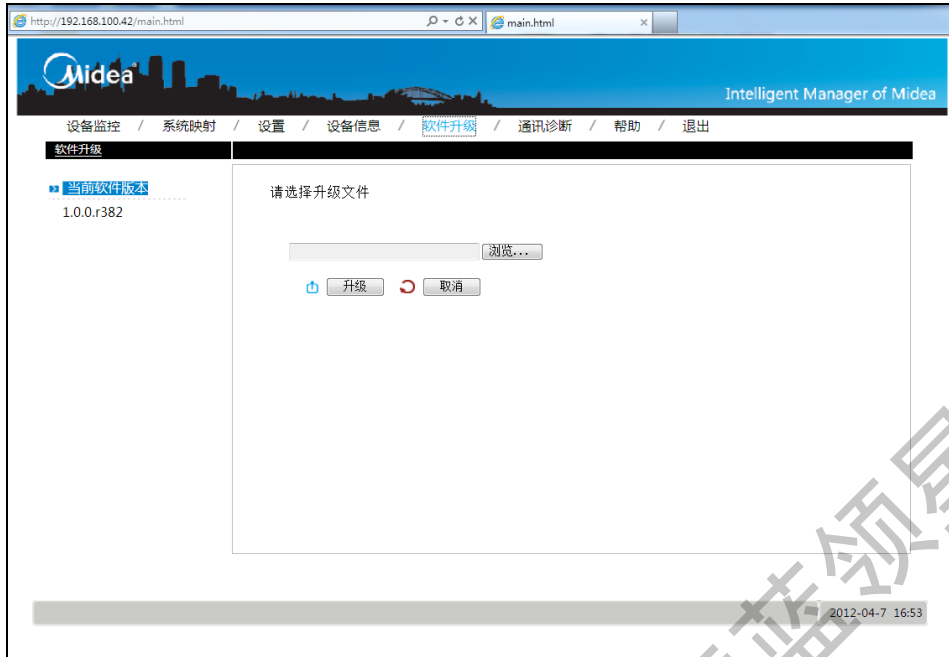 http://192.168.100.42/main.html
main.html
Midea
Intelligent Manager of Midea
设备监控 / 系统映射 / 设置 / 设备信息 / 软件升级 / 通讯诊断 / 帮助 / 退出
软件升级
当前软件版本
1.0.0.r382
请选择升级文件
浏览...
升级 取消
2012-04-7 16:53
蓝领